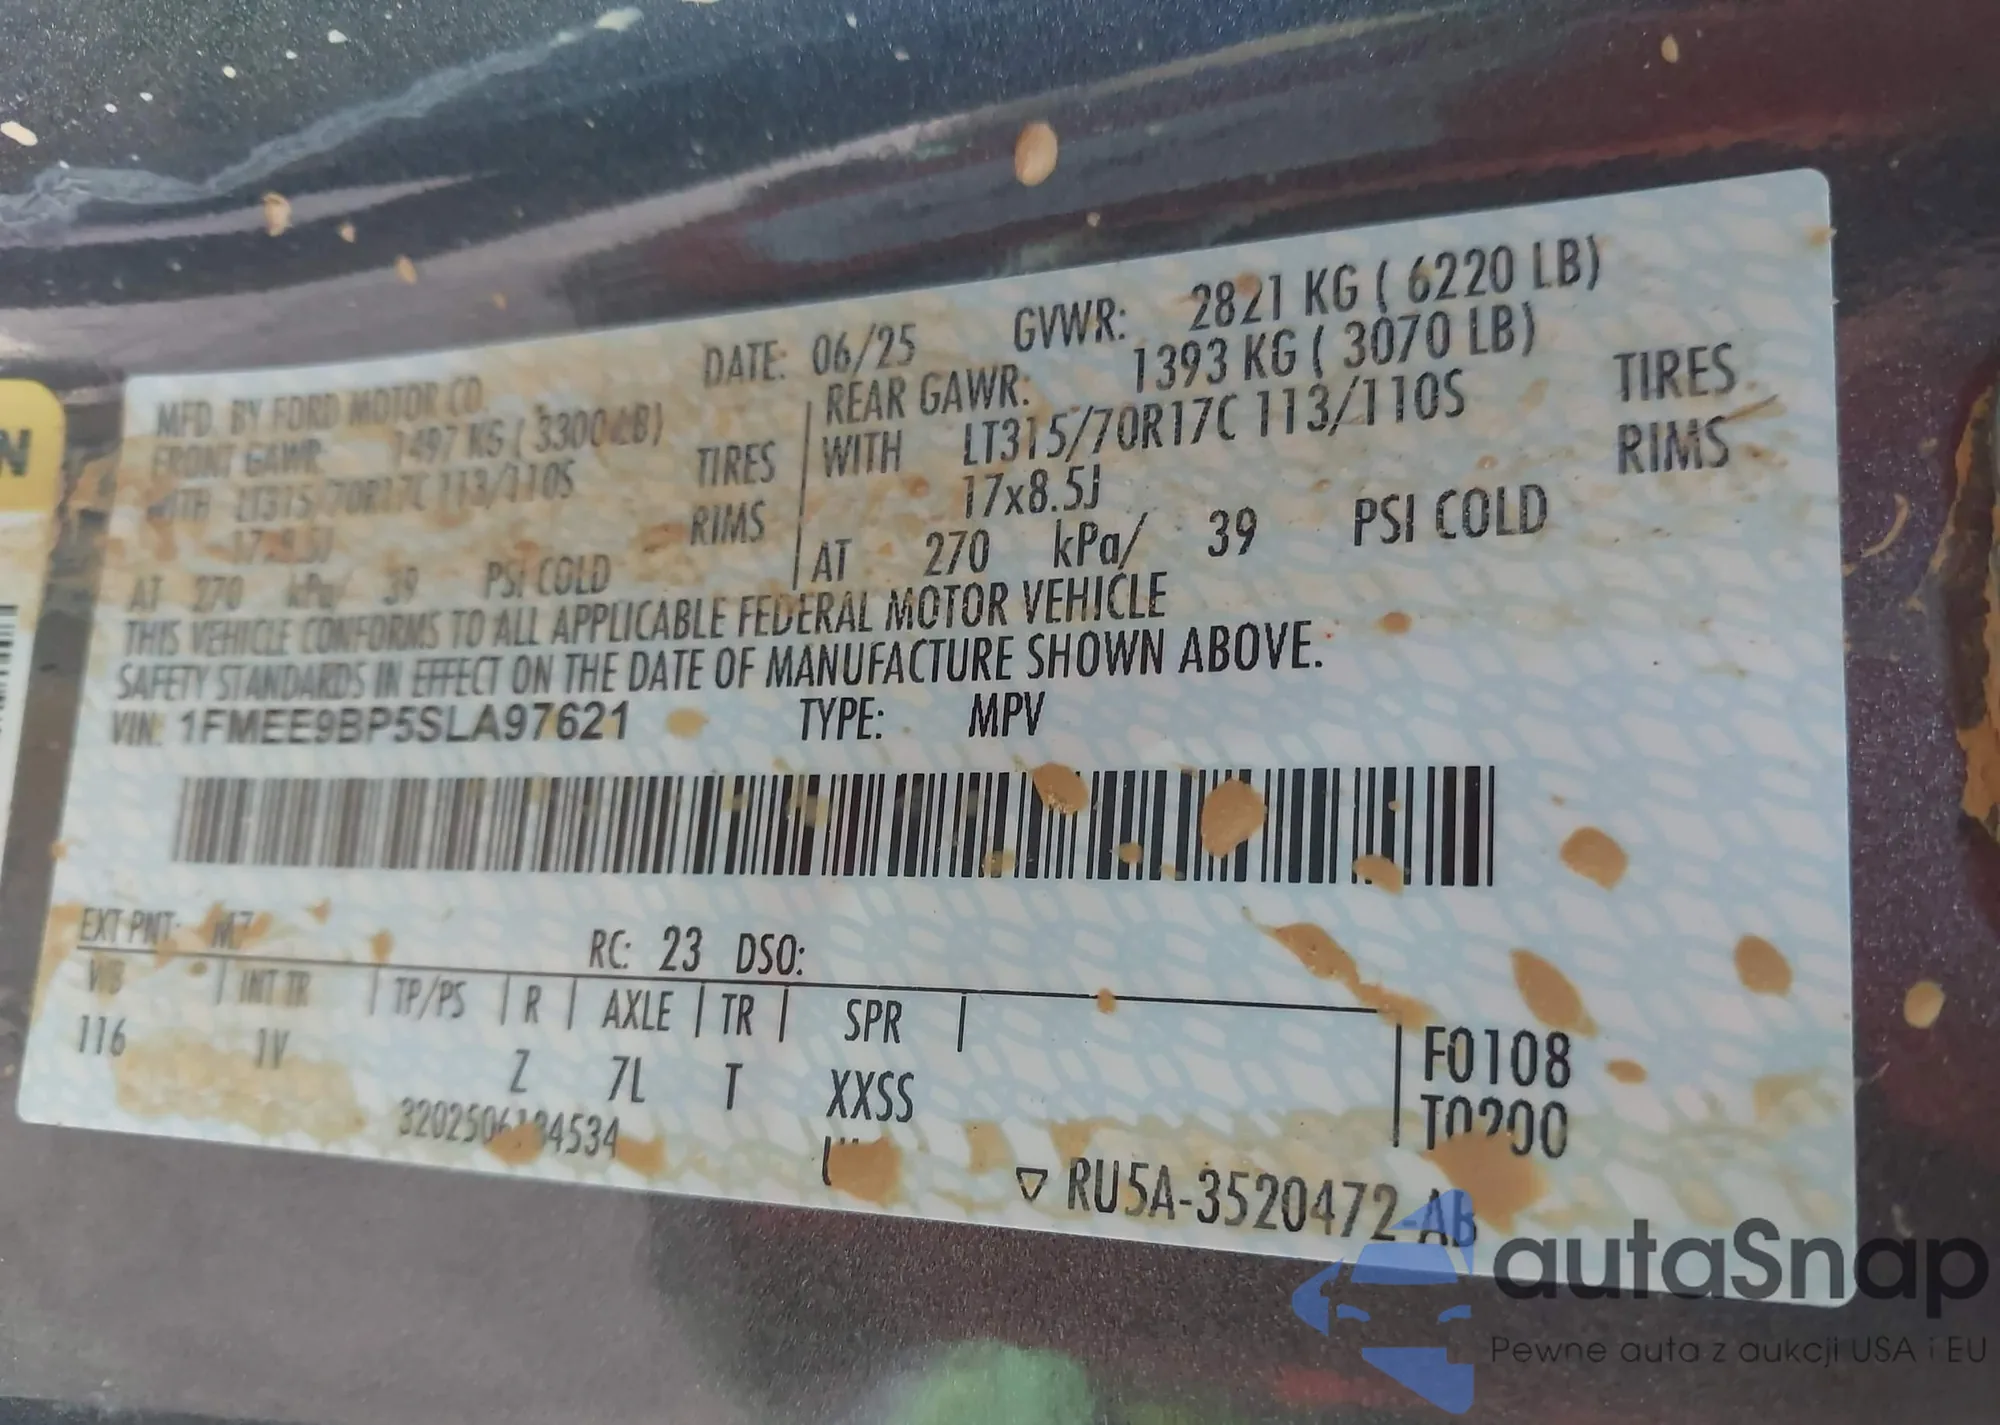 N
DATE: 06/25 GVWR: 2821 KG ( 6220 LB)
MFD. BY FORD MOTOR CO.
FRONT GAWR: 1497 KG ( 3300 LB)
WITH LT315/70R17C 113/110S TIRES
17x8.5J RIMS
AT 270 kPa/ 39 PSI COLD
REAR GAWR: 1393 KG ( 3070 LB)
WITH LT315/70R17C 113/110S TIRES
17x8.5J RIMS
AT 270 kPa/ 39 PSI COLD
THIS VEHICLE CONFORMS TO ALL APPLICABLE FEDERAL MOTOR VEHICLE
SAFETY STANDARDS IN EFFECT ON THE DATE OF MANUFACTURE SHOWN ABOVE.
VIN: 1FMEE9BP5SLA97621 TYPE: MPV
EXT PNT: M7 RC: 23 DSO:
WB | INT TR | TP/PS | R | AXLE | TR | SPR |
116 1V Z 7L T XXSS
F0108
T0200
▽ RU5A-3520472-AB
autaSnap
Pewne auta z aukcji USA i EU